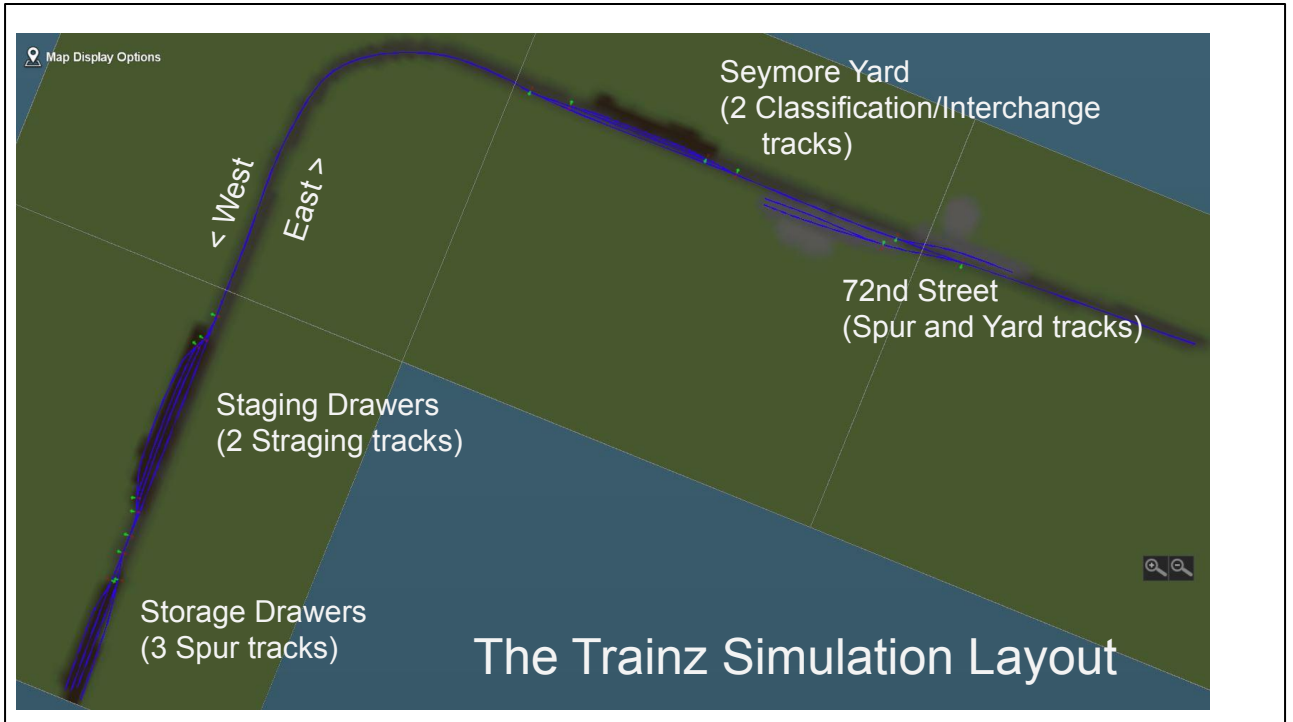 Map Display Options
Seymore Yard
(2 Classification/Interchange
tracks)
< West
East >
72nd Street
(Spur and Yard tracks)
Staging Drawers
(2 Straging tracks)
Storage Drawers
(3 Spur tracks)
The Trainz Simulation Layout